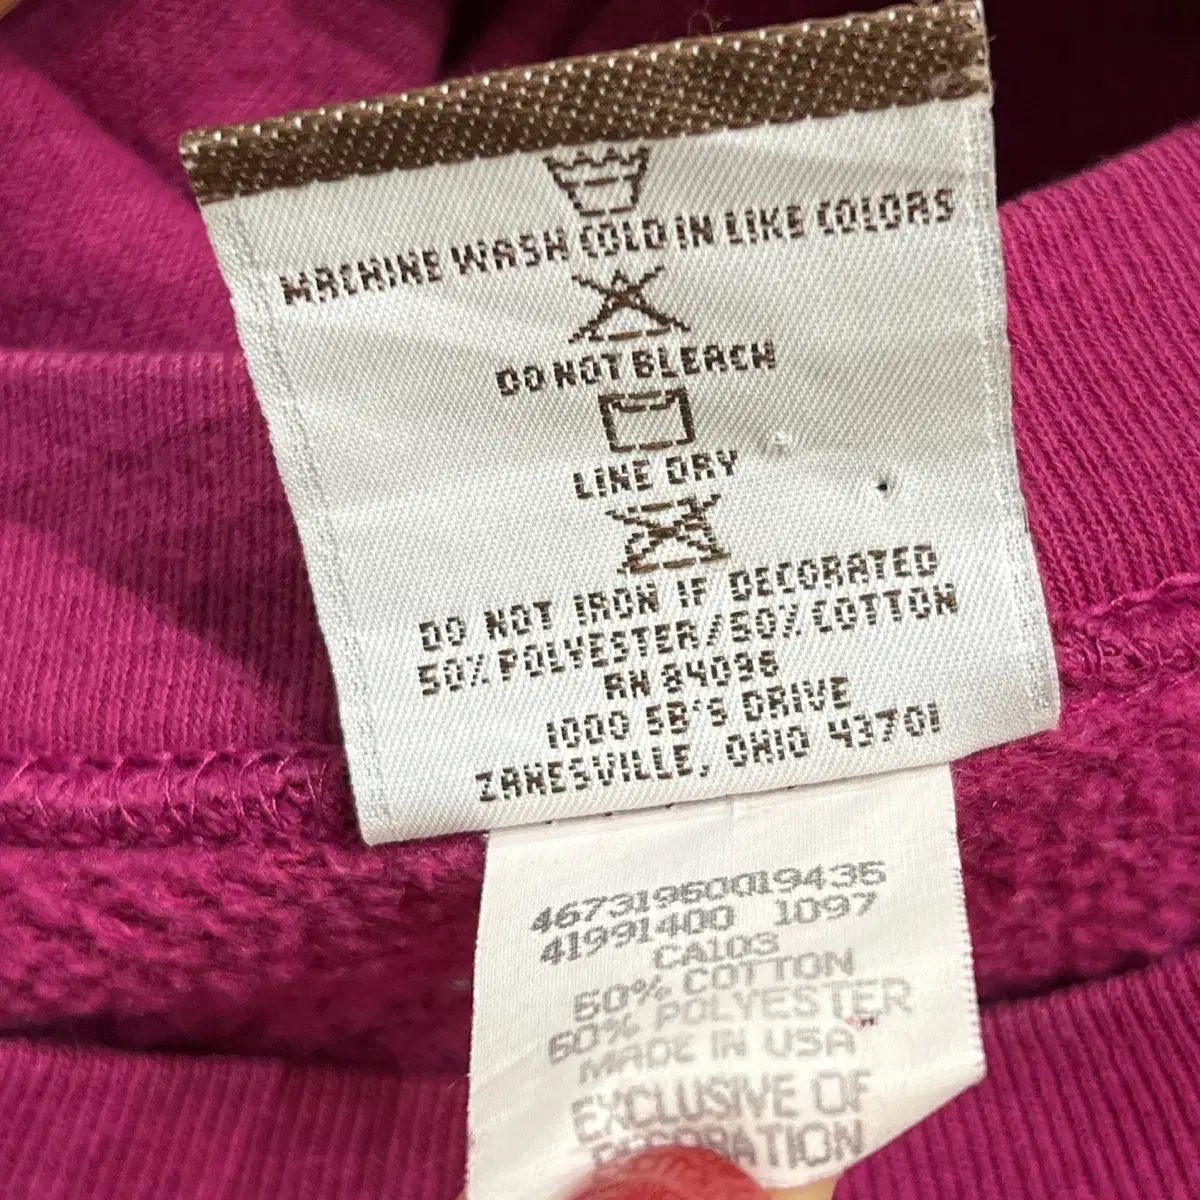 MACHINE WASH COLD IN LIKE COLORS
DO NOT BLEACH
LINE DRY
DO NOT IRON IF DECORATED
50% POLYESTER/50% COTTON
RN 84096
1000 SB'S DRIVE
ZANESVILLE, OHIO 43701
46731960019435
41991400 1097
CA103
50% COTTON
50% POLYESTER
MADE IN USA
EXCLUSIVE OF
DECORATION